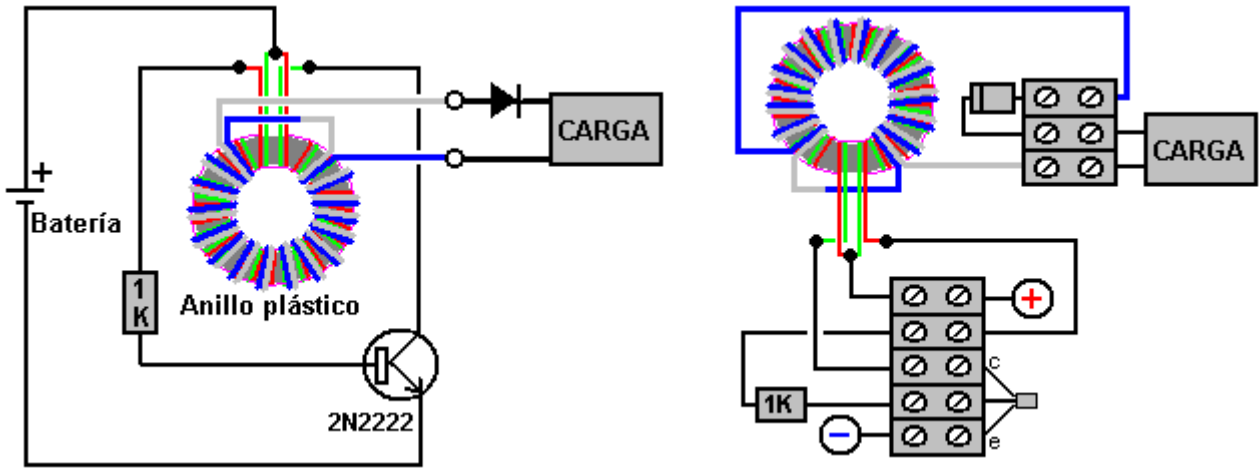 +
Batería
1
K
Anillo plástico
2N2222
CARGA
CARGA
+
c
1K
−
e